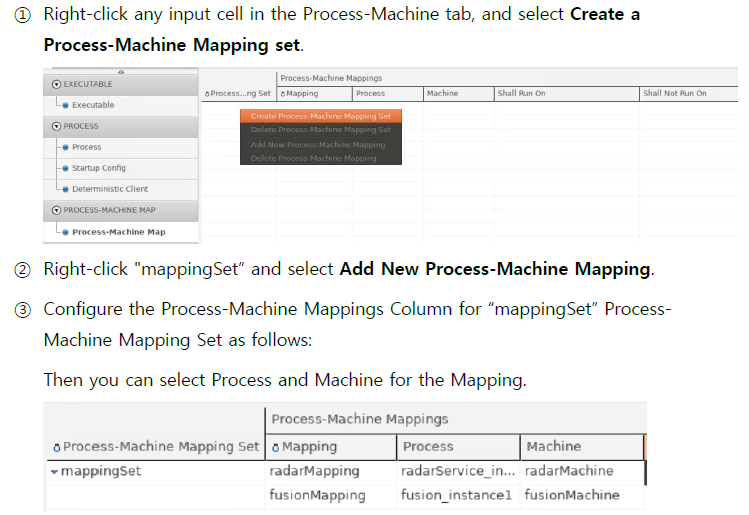 ① Right-click any input cell in the Process-Machine tab, and select Create a
Process-Machine Mapping set.
EXECUTABLE
Executable
PROCESS
Process
Startup Config
Deterministic Client
PROCESS-MACHINE MAP
Process-Machine Map
Process-Machine Mappings
Process...ng Set Mapping Process Machine Shall Run On Shall Not Run On
Create Process-Machine Mapping Set
Delete Process-Machine Mapping Set
Add New Process-Machine Mapping
Delete Process-Machine Mapping
② Right-click "mappingSet” and select Add New Process-Machine Mapping.
③ Configure the Process-Machine Mappings Column for “mappingSet” Process-
Machine Mapping Set as follows:
Then you can select Process and Machine for the Mapping.
Process-Machine Mappings
Process-Machine Mapping Set Mapping Process Machine
mappingSet radarMapping radarService_in... radarMachine
fusionMapping fusion_instance1 fusionMachine